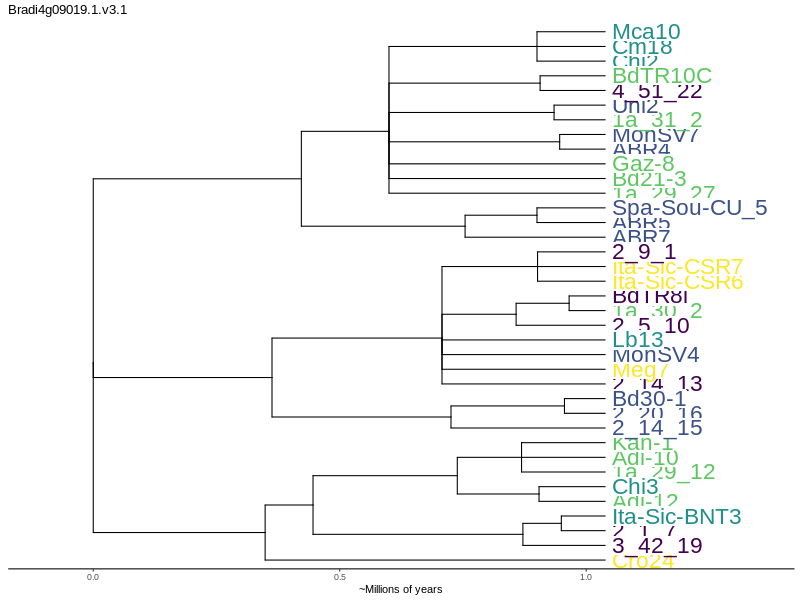 Bradi4g09019.1.v3.1
Mca10
Cm18
Chi2
BdTR10C
4_51_22
Uni2
Ta_31_2
MonSV7
ABR4
Gaz-8
Bd21-3
Ta_29_27
Spa-Sou-CU_5
ABR5
ABR7
2_9_1
Ita-Sic-CSR7
Ita-Sic-CSR6
BdTR8I
Ta_30_2
2_5_10
Lb13
MonSV4
Meg7
2_14_13
Bd30-1
2_20_16
2_14_15
Kah-1
Adi-10
Ta_29_12
Chi3
Adi-12
Ita-Sic-BNT3
3_42_19
Cro24
0.0 0.5 1.0
~Millions of years